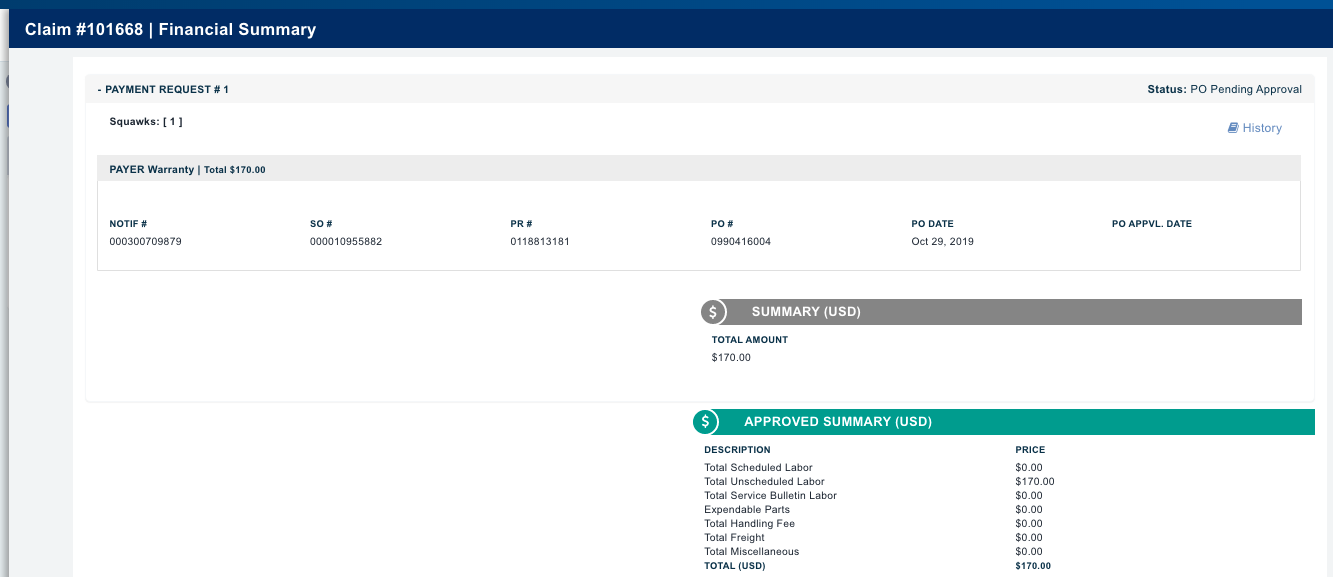 Claim #101668 | Financial Summary
- PAYMENT REQUEST # 1
Status: PO Pending Approval
Squawks: [ 1 ]
History
PAYER Warranty | Total $170.00
NOTIF # SO # PR # PO # PO DATE PO APPVL. DATE
000300709879 000010955882 0118813181 0990416004 Oct 29, 2019
$ SUMMARY (USD)
TOTAL AMOUNT
$170.00
$ APPROVED SUMMARY (USD)
DESCRIPTION PRICE
Total Scheduled Labor $0.00
Total Unscheduled Labor $170.00
Total Service Bulletin Labor $0.00
Expendable Parts $0.00
Total Handling Fee $0.00
Total Freight $0.00
Total Miscellaneous $0.00
TOTAL (USD) $170.00